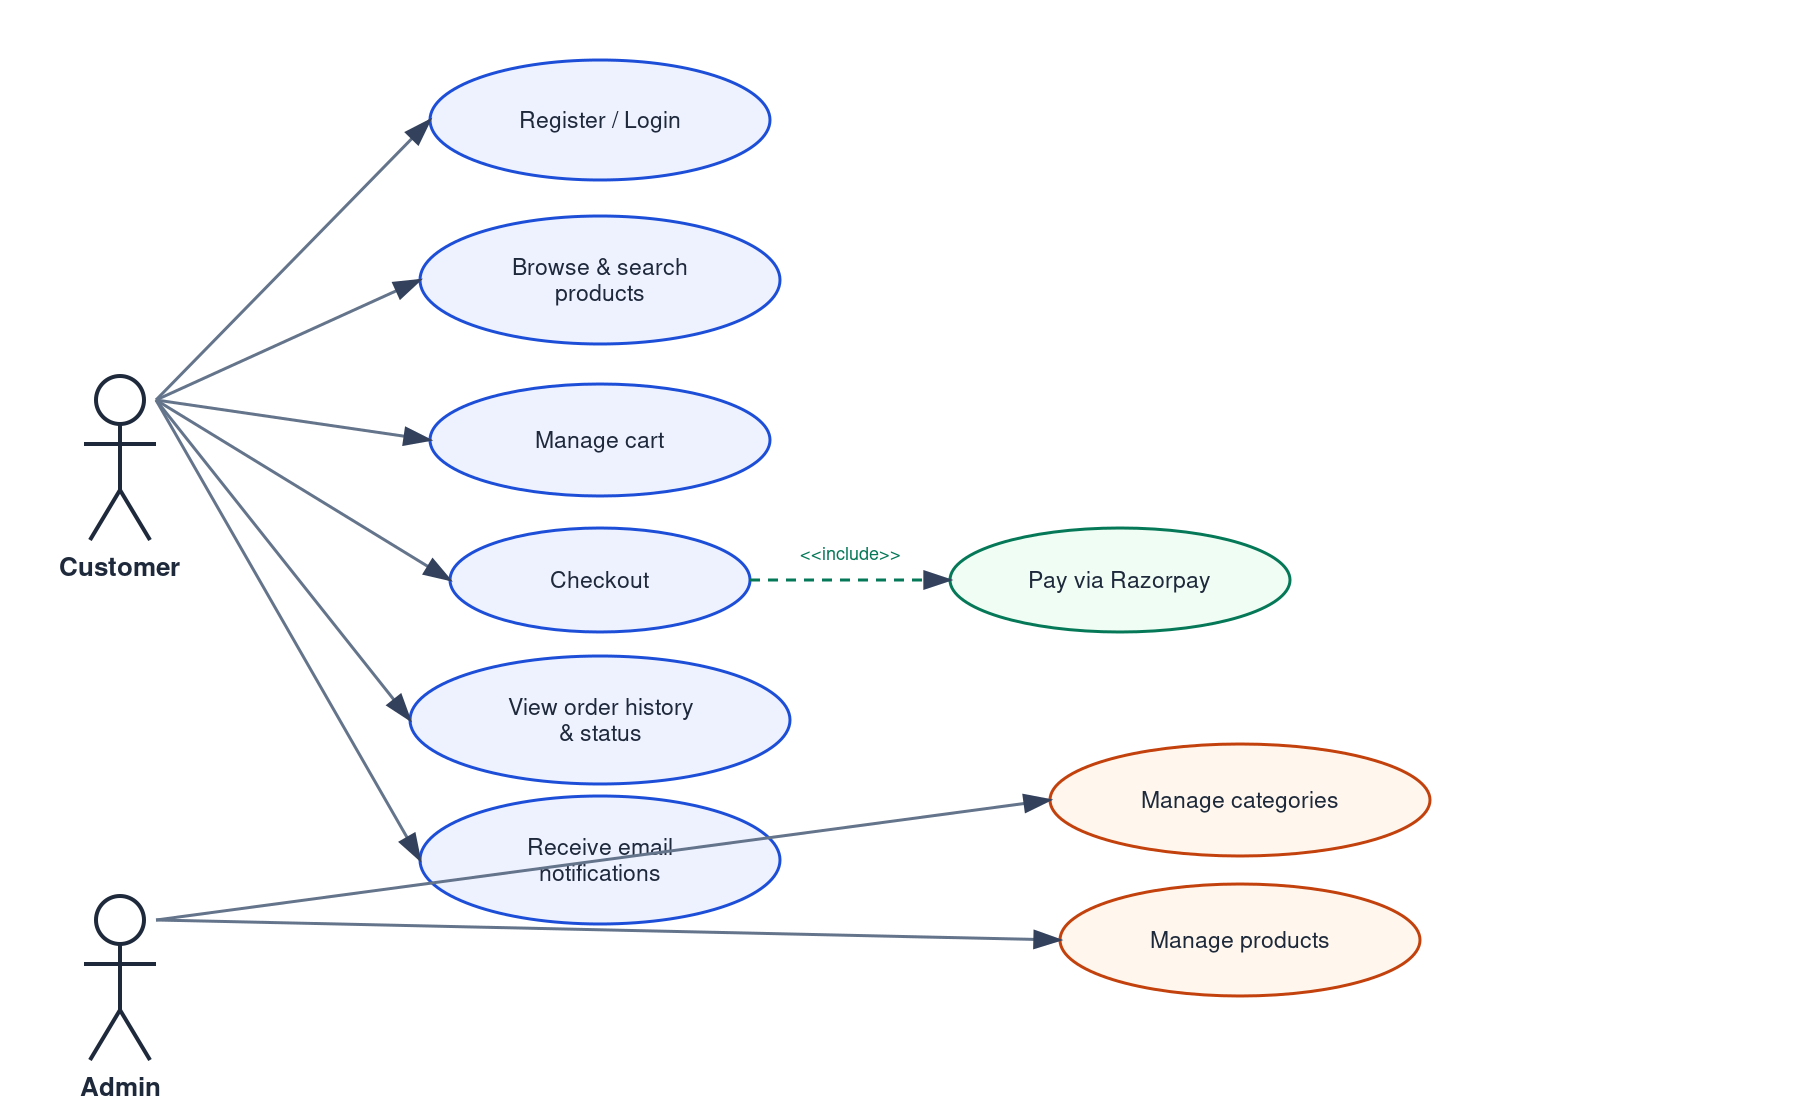 Register / Login
Browse & search
products
Manage cart
Customer
Checkout
<<include>>
Pay via Razorpay
View order history
& status
Manage categories
Receive email
notifications
Manage products
Admin